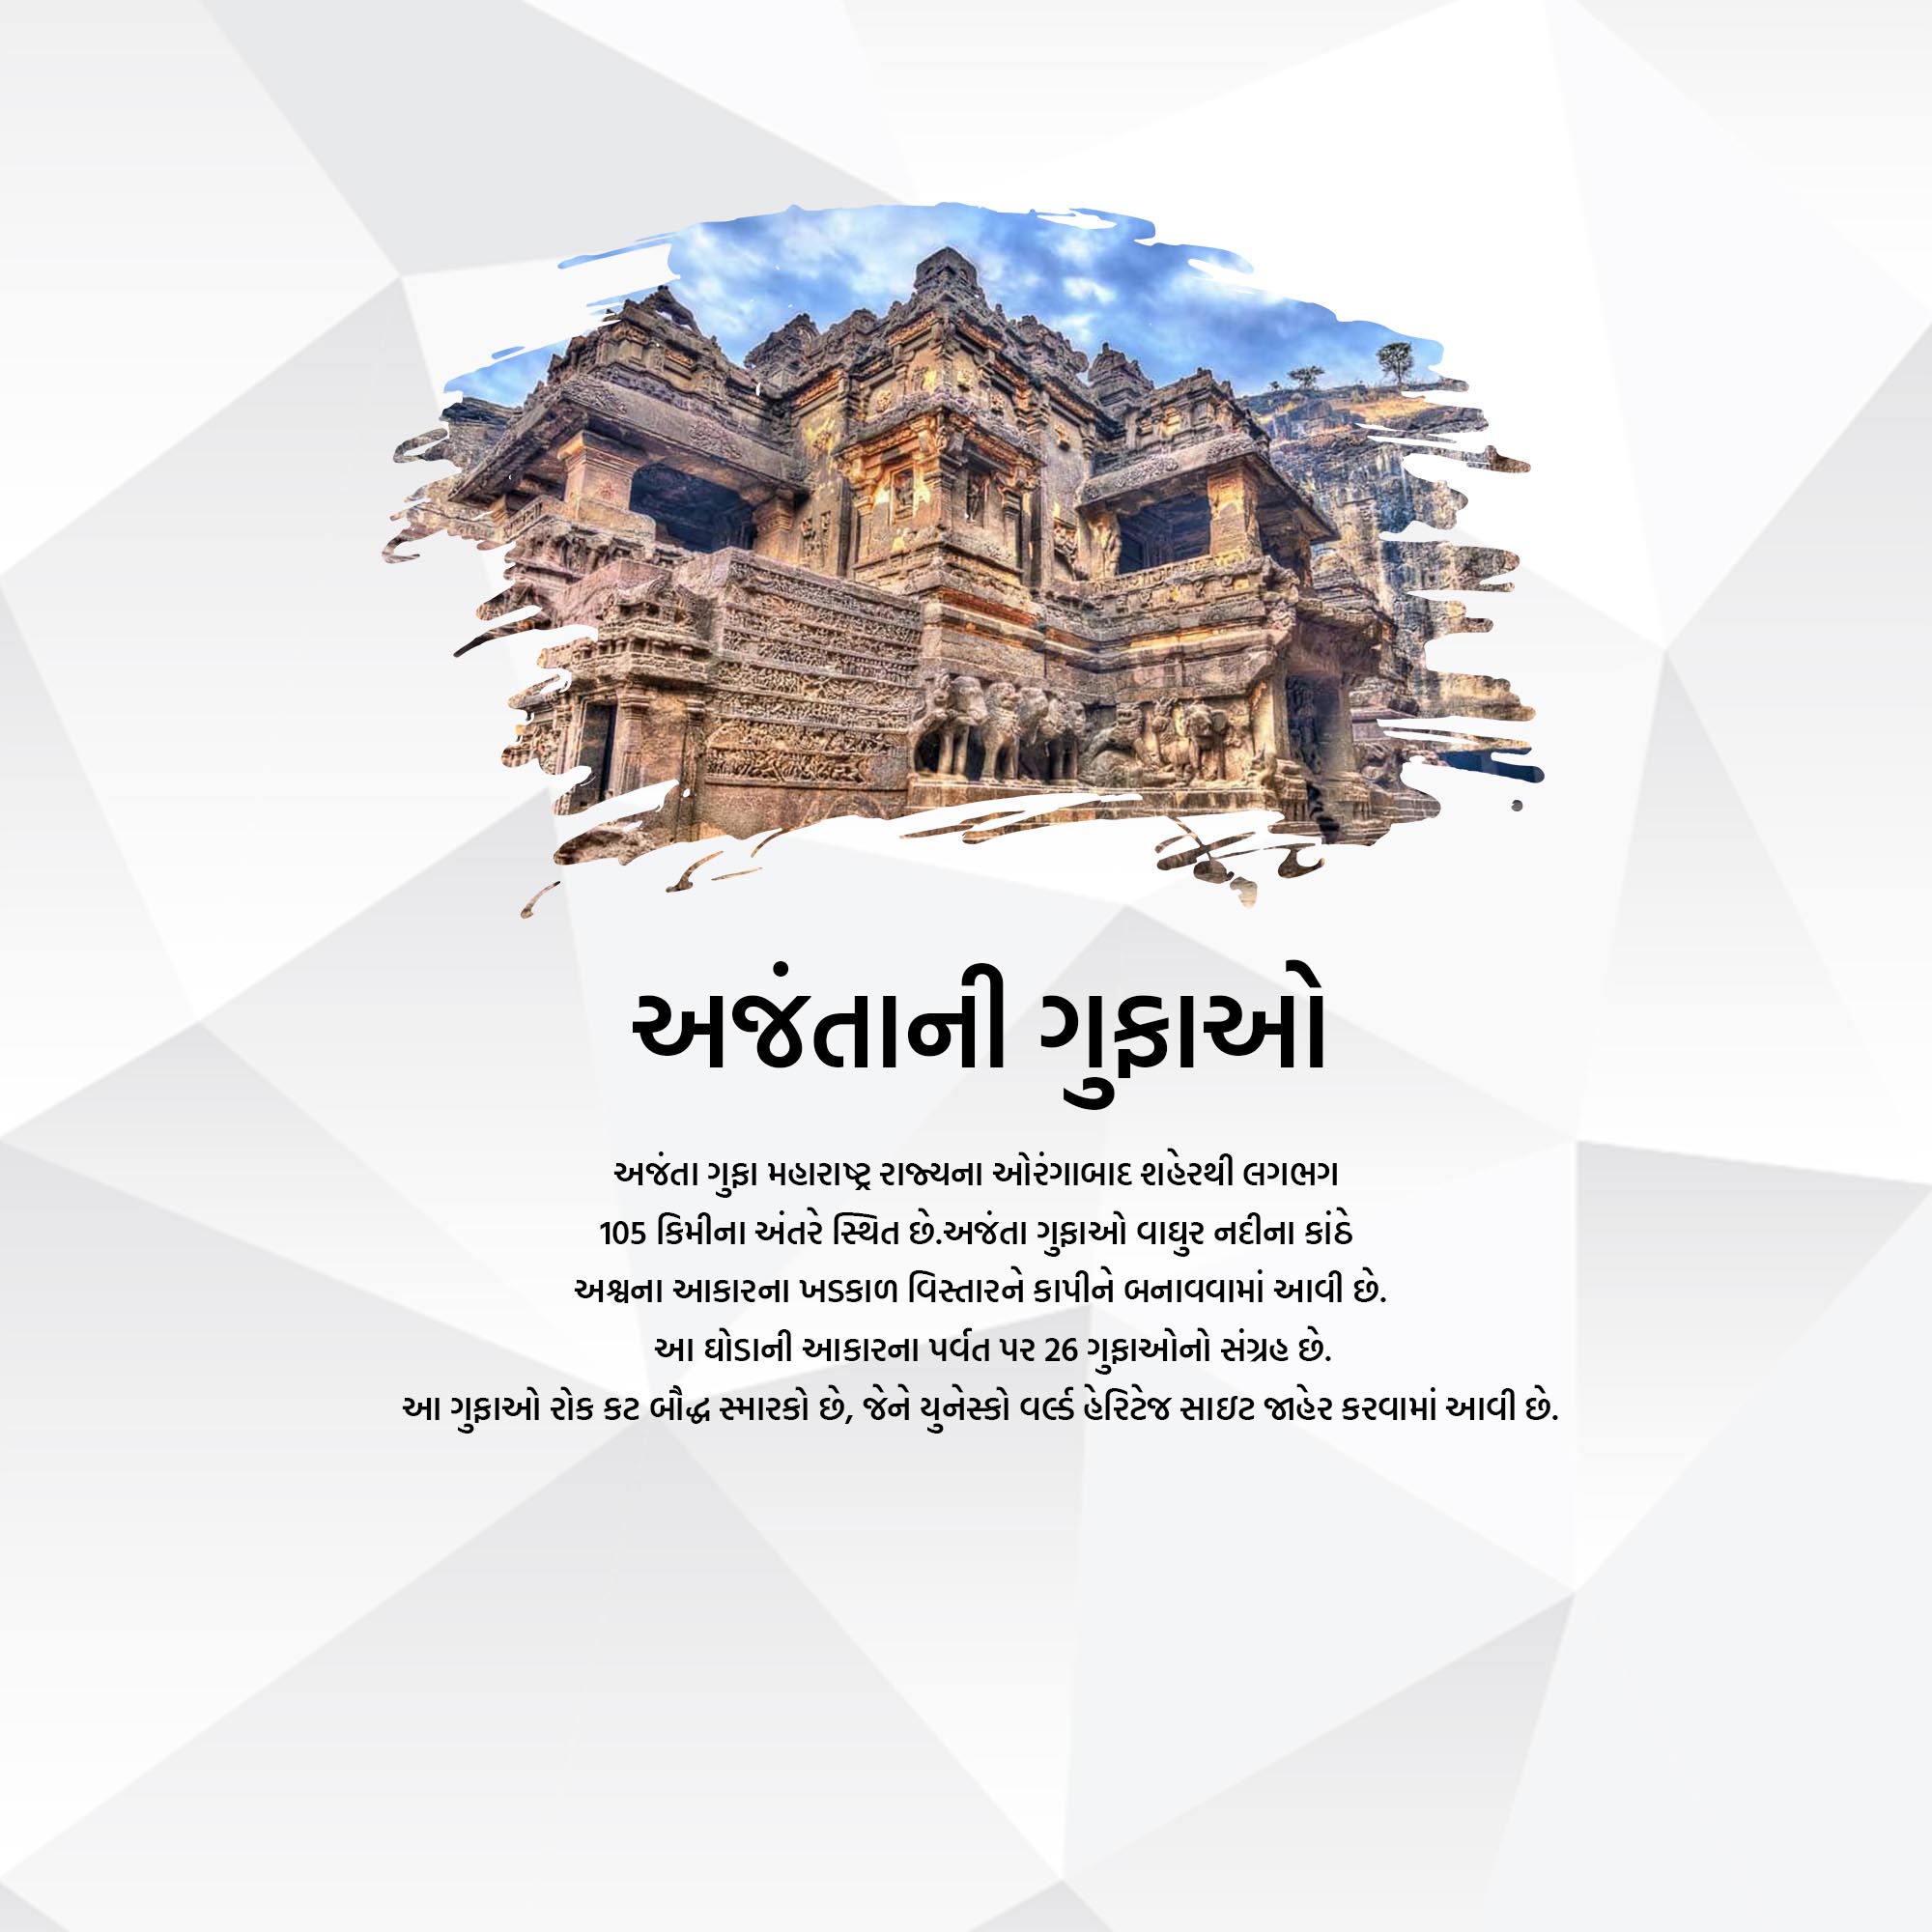 અજંતાની ગુફાઓ
અજંતા ગુફા મહારાષ્ટ્ર રાજ્યના ઓરંગાબાદ શહેરથી લગભગ
105 કિમીના અંતરે સ્થિત છે.અજંતા ગુફાઓ વાઘુર નદીના કાંઠે
અશ્વના આકારના ખડકાળ વિસ્તારને કાપીને બનાવવામાં આવી છે.
આ ઘોડાની આકારના પર્વત પર 26 ગુફાઓનો સંગ્રહ છે.
આ ગુફાઓ રોક કટ બૌદ્ધ સ્મારકો છે, જેને યુનેસ્કો વર્લ્ડ હેરિટેજ સાઇટ જાહેર કરવામાં આવી છે.